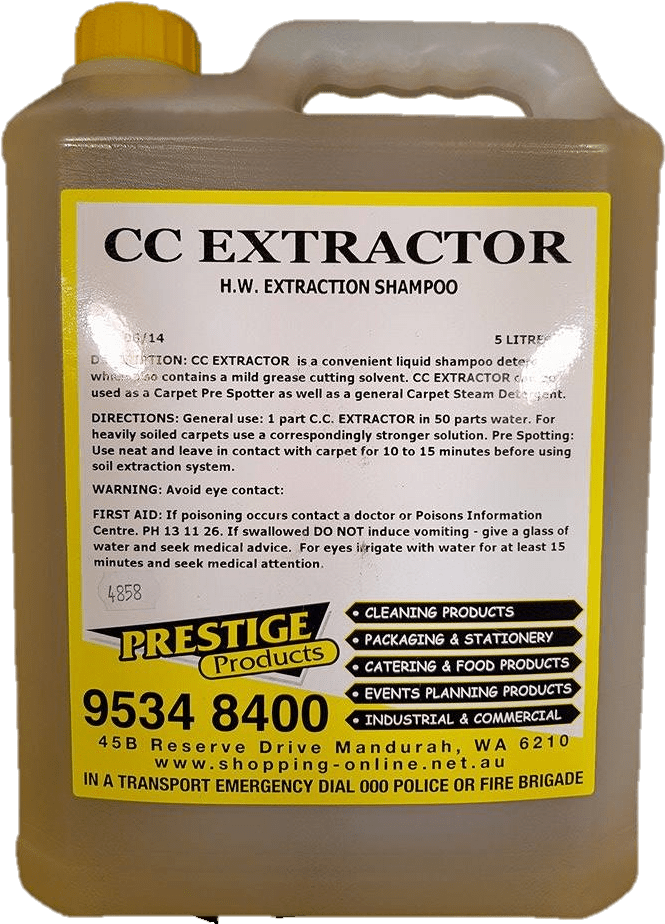 CC EXTRACTOR
H.W. EXTRACTION SHAMPOO
/14 5 LITRES
DESCRIPTION: CC EXTRACTOR is a convenient liquid shampoo
contains a mild grease cutting solvent. CC EXTRACTOR
used as a Carpet Pre Spotter as well as a general Carpet Steam Detergent.
DIRECTIONS: General use: 1 part C.C. EXTRACTOR in 50 parts water. For
heavily soiled carpets use a correspondingly stronger solution. Pre Spotting:
Use neat and leave in contact with carpet for 10 to 15 minutes before using
soil extraction system.
WARNING: Avoid eye contact:
FIRST AID: If poisoning occurs contact a doctor or Poisons Information
Centre. PH 13 11 26. If swallowed DO NOT induce vomiting - give a glass of
water and seek medical advice. For eyes irrigate with water for at least 15
minutes and seek medical attention.
4858
PRESTIGE
Products
• CLEANING PRODUCTS
• PACKAGING & STATIONERY
• CATERING & FOOD PRODUCTS
• EVENTS PLANNING PRODUCTS
• INDUSTRIAL & COMMERCIAL
9534 8400
45B Reserve Drive Mandurah, WA 6210
www.shopping-online.net.au
IN A TRANSPORT EMERGENCY DIAL 000 POLICE OR FIRE BRIGADE